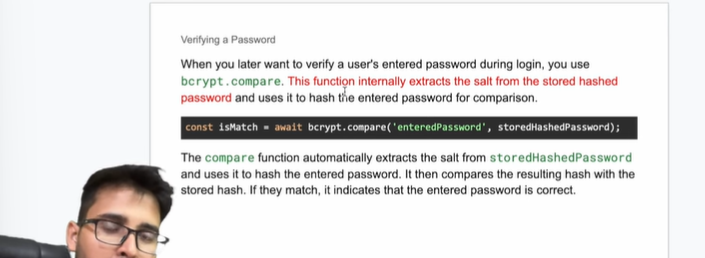 Verifying a Password
When you later want to verify a user's entered password during login, you use
bcrypt.compare. This function internally extracts the salt from the stored hashed
password and uses it to hash the entered password for comparison.
const isMatch = await bcrypt.compare('enteredPassword', storedHashedPassword);
The compare function automatically extracts the salt from storedHashedPassword
and uses it to hash the entered password. It then compares the resulting hash with the
stored hash. If they match, it indicates that the entered password is correct.